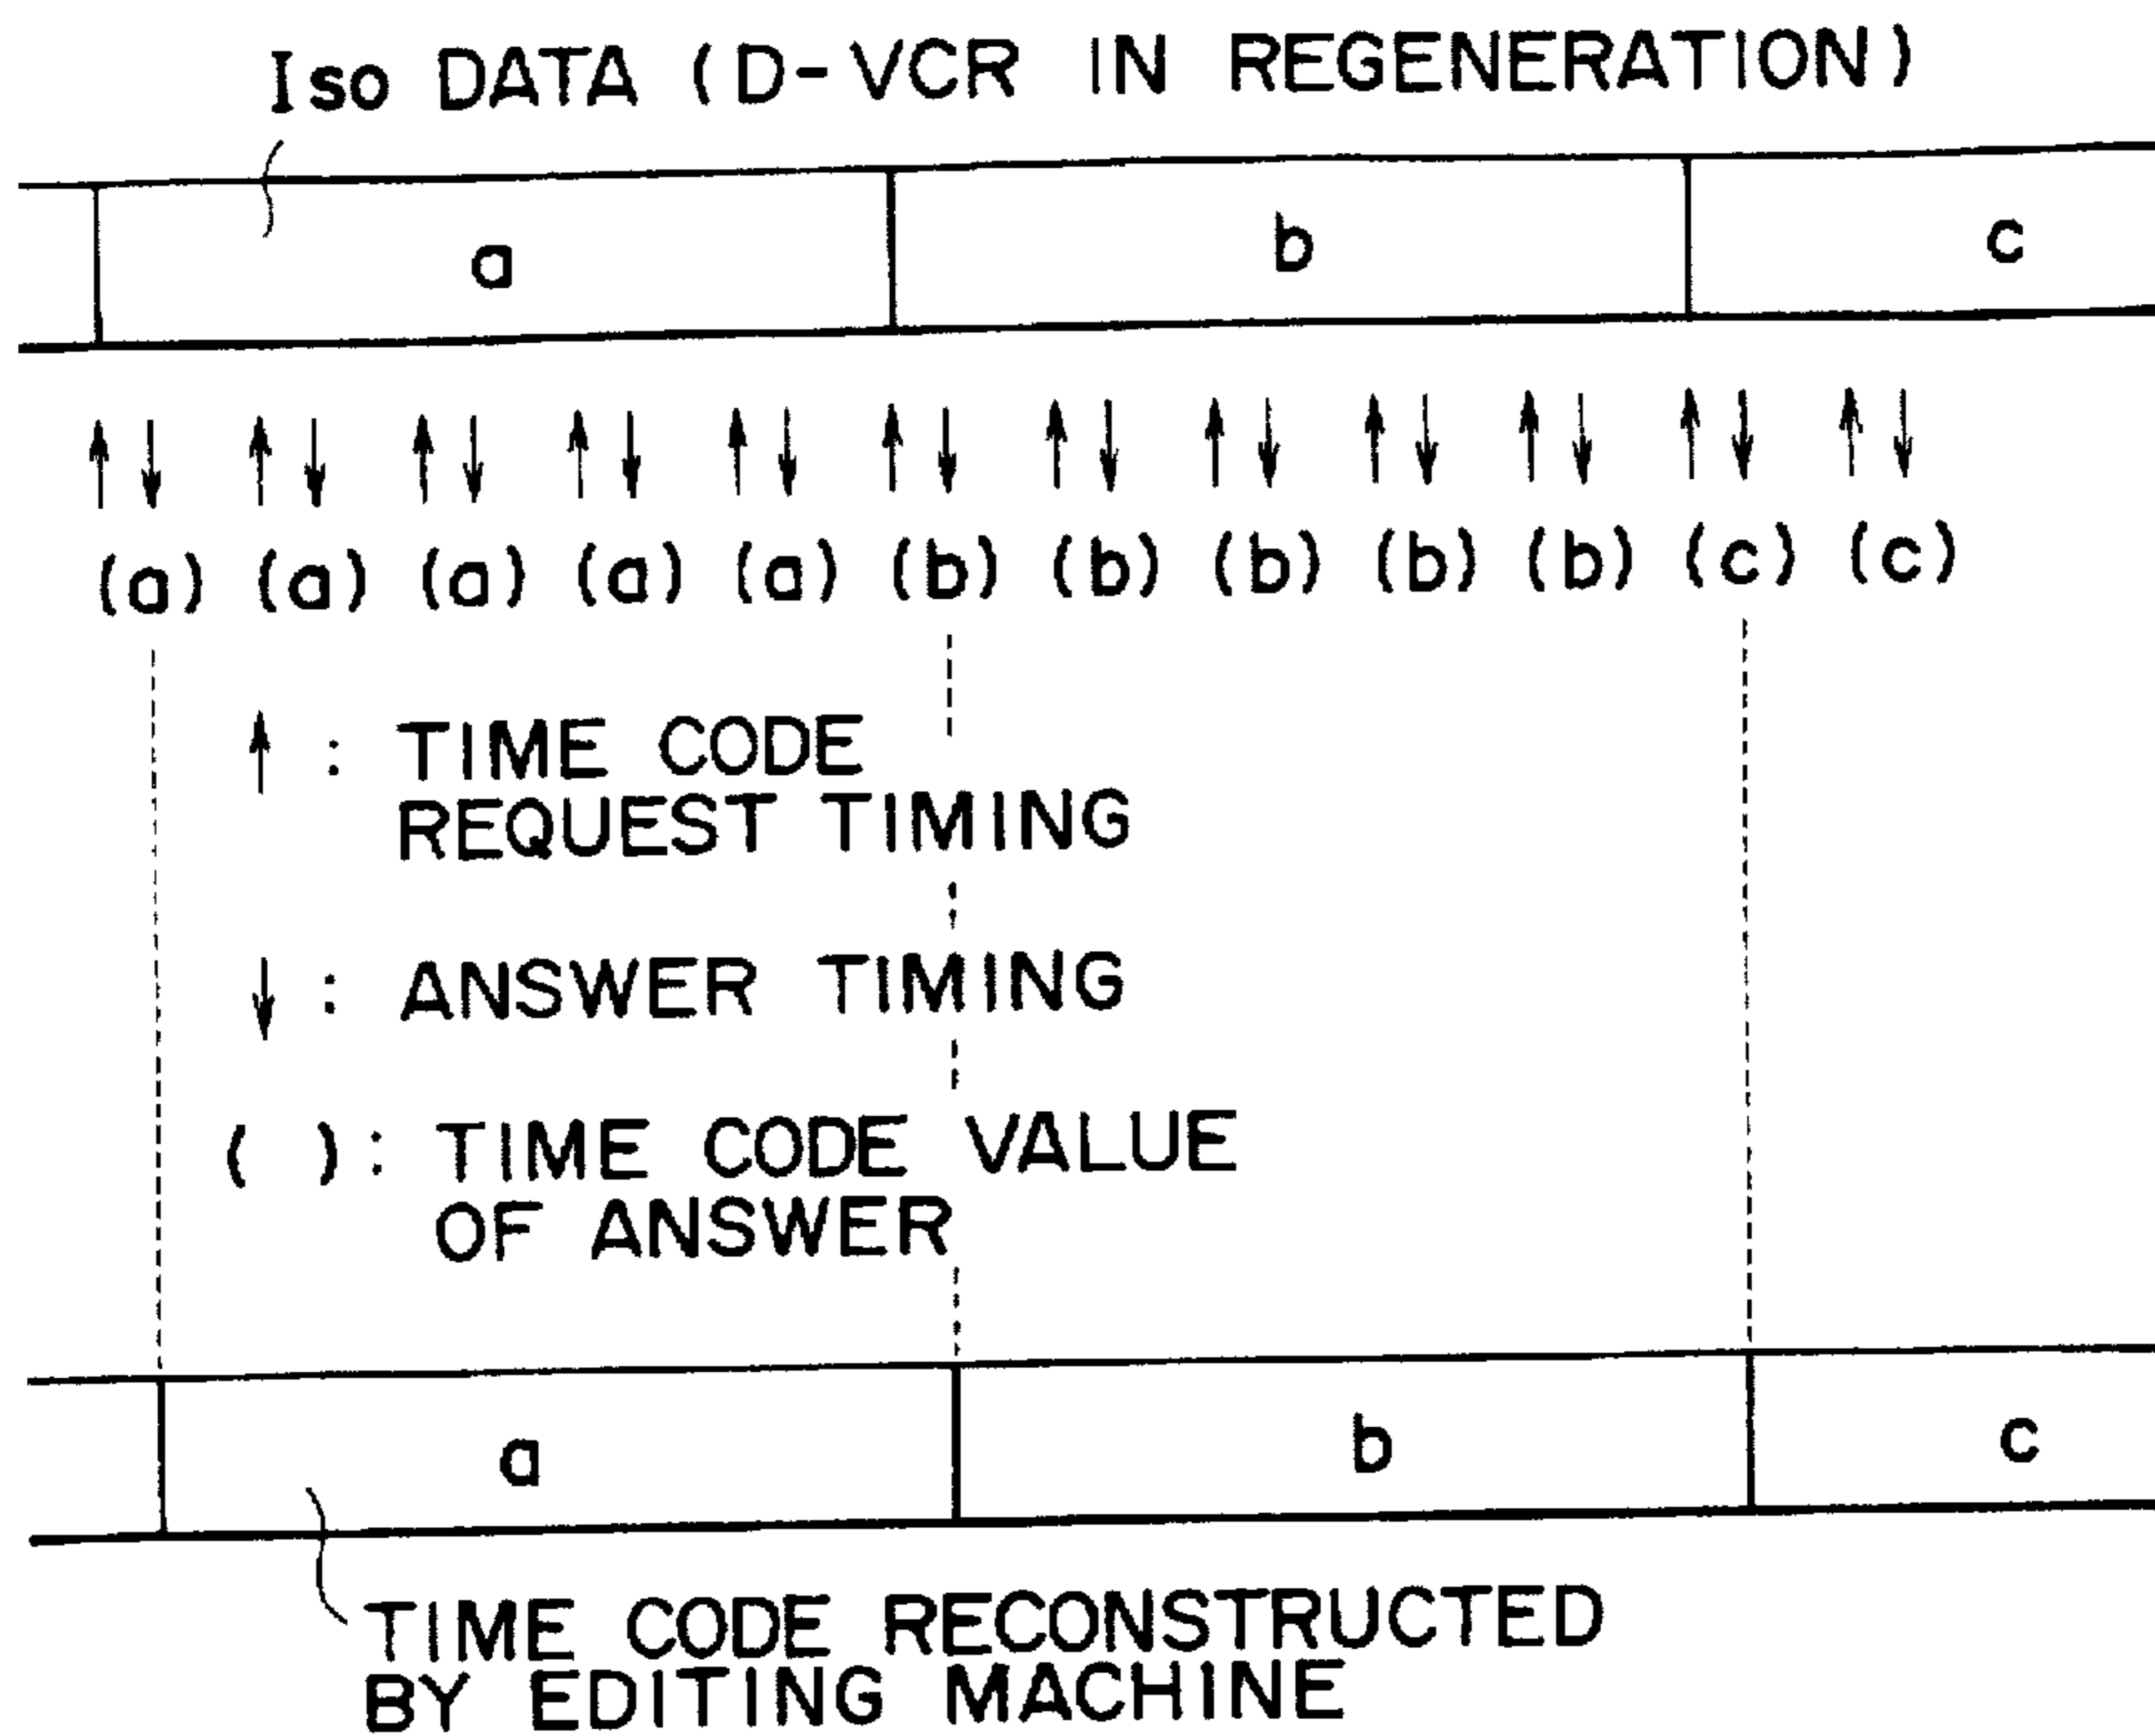 Iso DATA (D-VCR IN REGENERATION)
a b c
(a) (a) (a) (a) (a) (b) (b) (b) (b) (b) (c) (c)
↑ : TIME CODE
REQUEST TIMING
↓ : ANSWER TIMING
( ): TIME CODE VALUE
OF ANSWER
a b c
TIME CODE RECONSTRUCTED
BY EDITING MACHINE